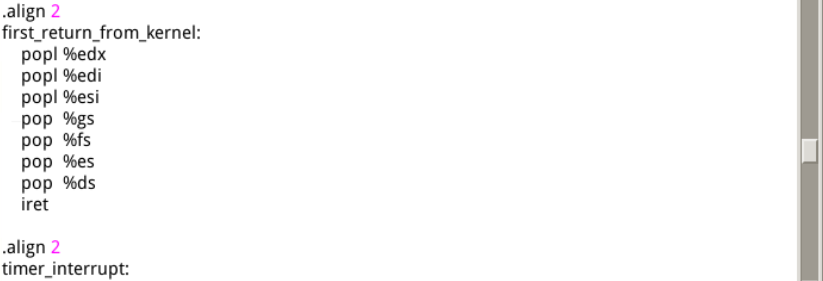 .align 2
first_return_from_kernel:
popl %edx
popl %edi
popl %esi
pop %gs
pop %fs
pop %es
pop %ds
iret
.align 2
timer_interrupt: